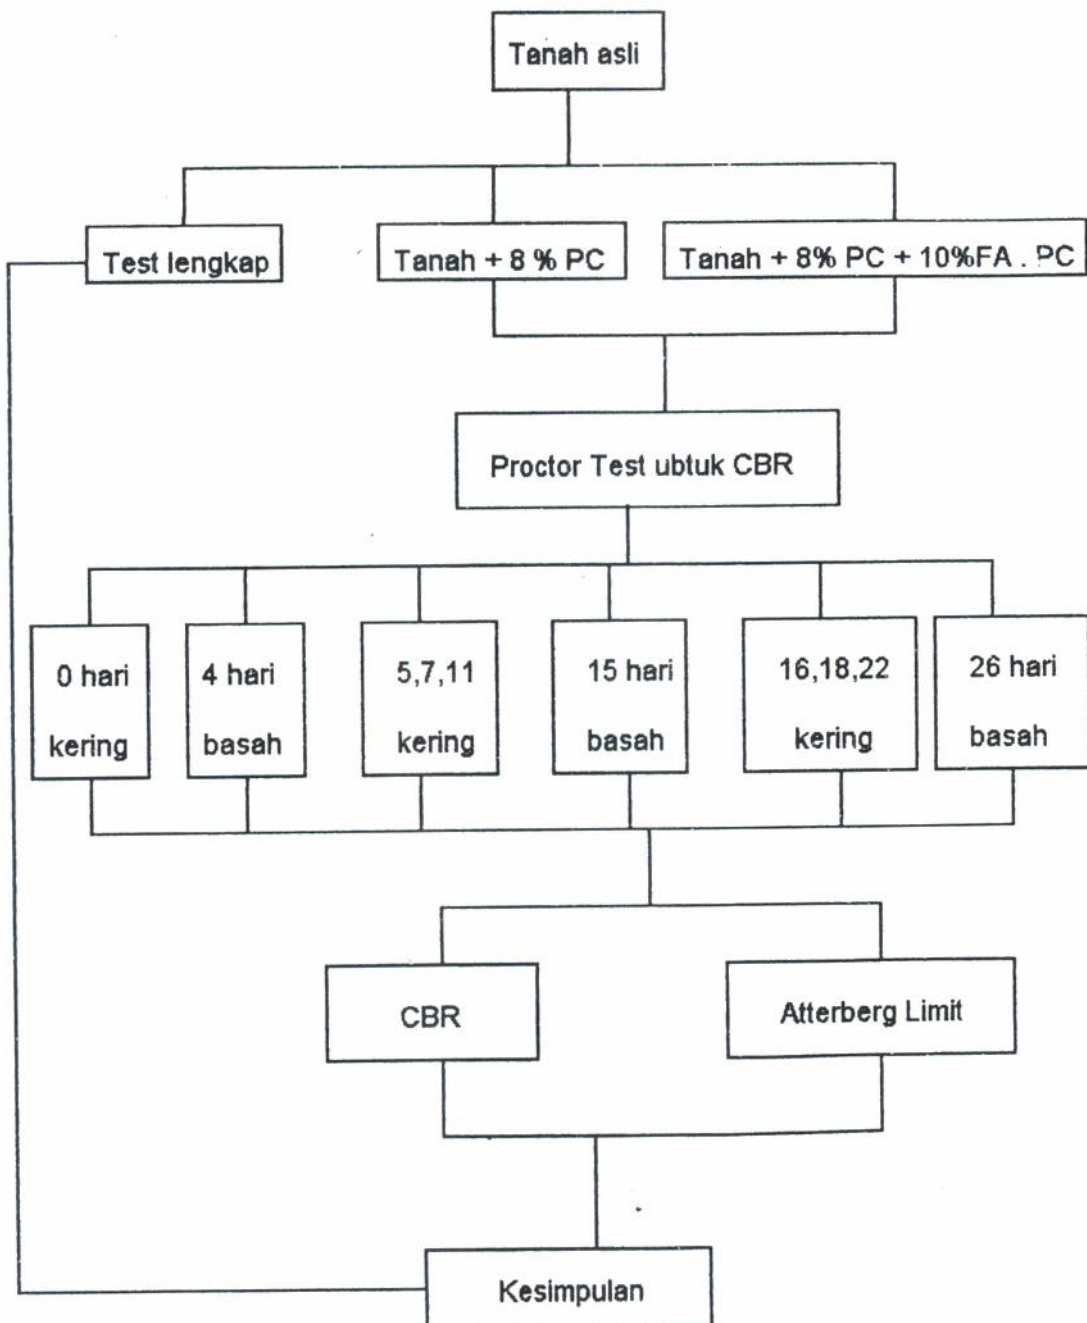 Tanah asli
Test lengkap
Tanah + 8 % PC
Tanah + 8% PC + 10%FA . PC
Proctor Test ubtuk CBR
0 hari
kering
4 hari
basah
5,7,11
kering
15 hari
basah
16,18,22
kering
26 hari
basah
CBR
Atterberg Limit
Kesimpulan